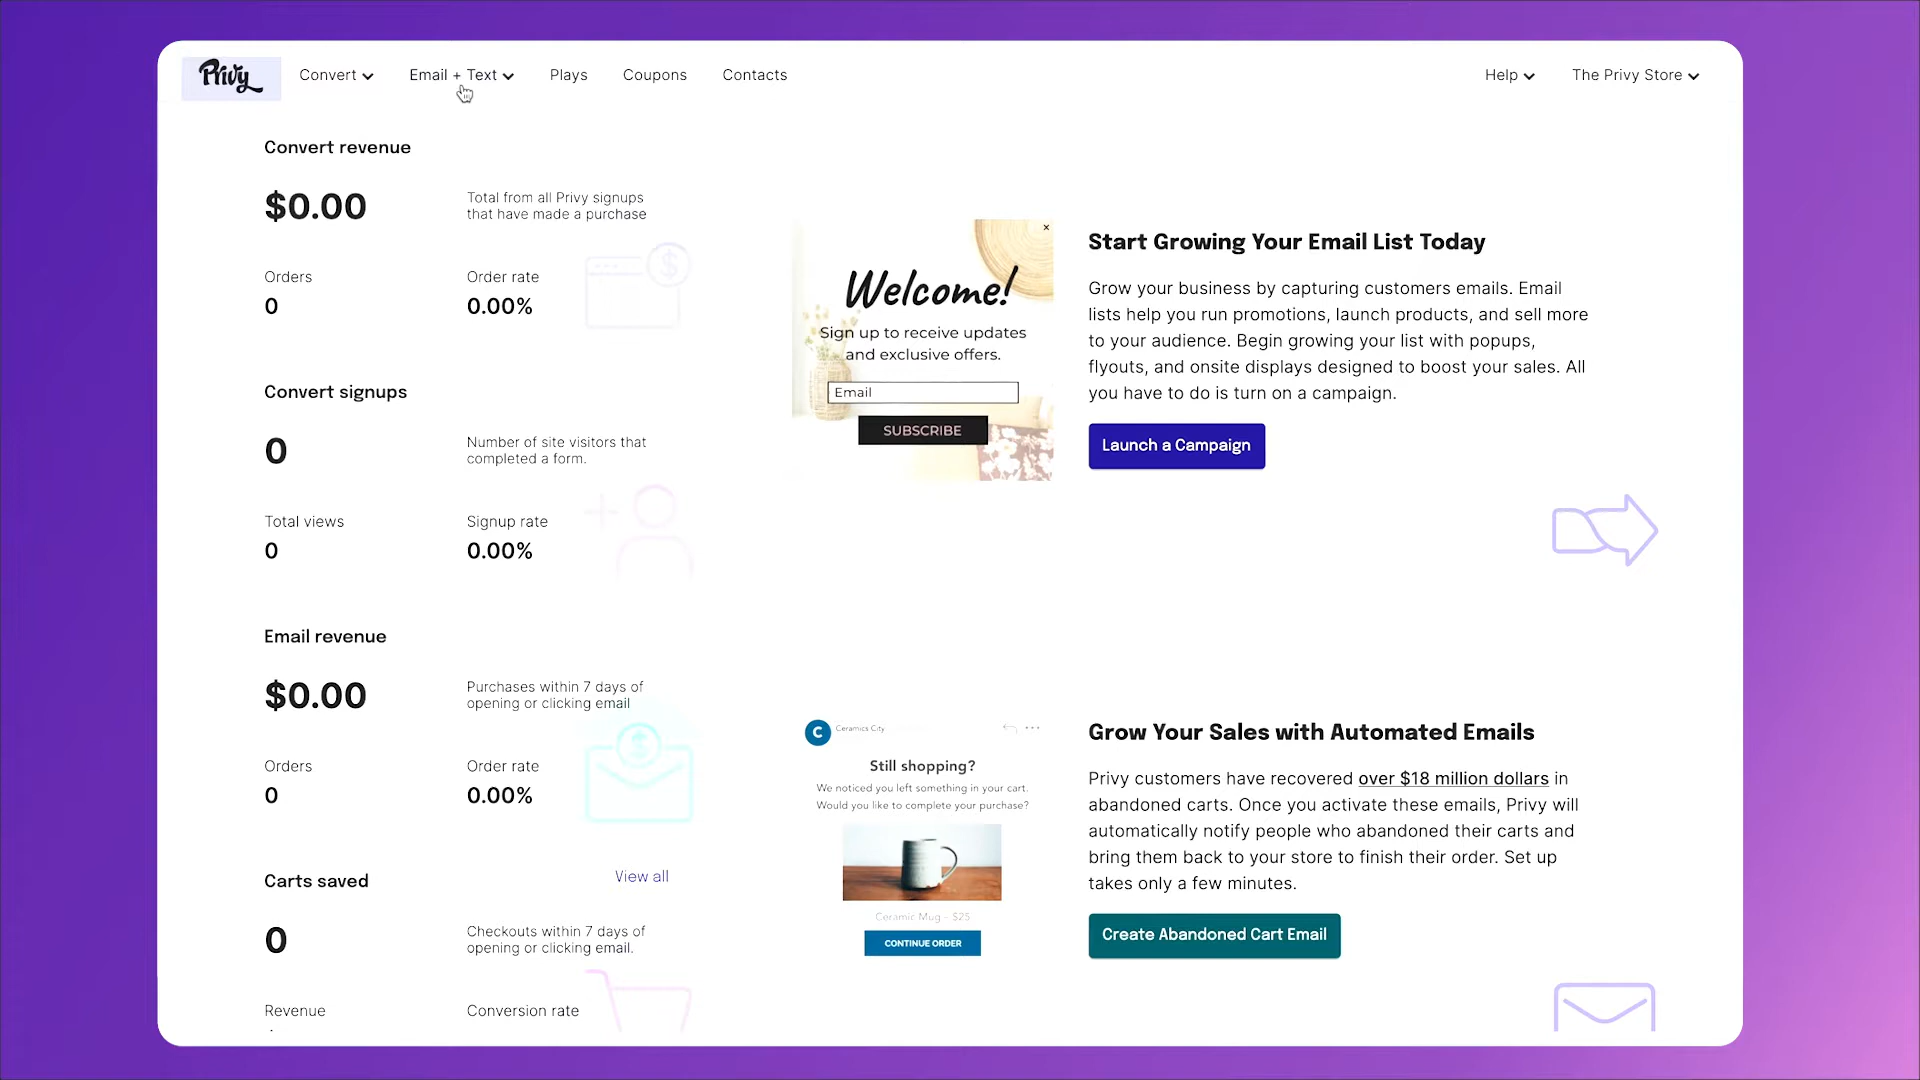 Privy
Convert
Email + Text
Plays
Coupons
Contacts
Help
The Privy Store
Convert revenue
$0.00
Total from all Privy signups
that have made a purchase
Orders
0
Order rate
0.00%
Convert signups
0
Number of site visitors that
completed a form.
Total views
0
Signup rate
0.00%
Email revenue
$0.00
Purchases within 7 days of
opening or clicking email
Orders
0
Order rate
0.00%
Carts saved
View all
0
Checkouts within 7 days of
opening or clicking email.
Revenue
Conversion rate
Welcome!
Sign up to receive updates
and exclusive offers.
Email
SUBSCRIBE
Start Growing Your Email List Today
Grow your business by capturing customers emails. Email
lists help you run promotions, launch products, and sell more
to your audience. Begin growing your list with popups,
flyouts, and onsite displays designed to boost your sales. All
you have to do is turn on a campaign.
Launch a Campaign
C
Ceramics City
Still shopping?
We noticed you left something in your cart.
Would you like to complete your purchase?
Ceramic Mug - $25
CONTINUE ORDER
Grow Your Sales with Automated Emails
Privy customers have recovered over $18 million dollars in
abandoned carts. Once you activate these emails, Privy will
automatically notify people who abandoned their carts and
bring them back to your store to finish their order. Set up
takes only a few minutes.
Create Abandoned Cart Email